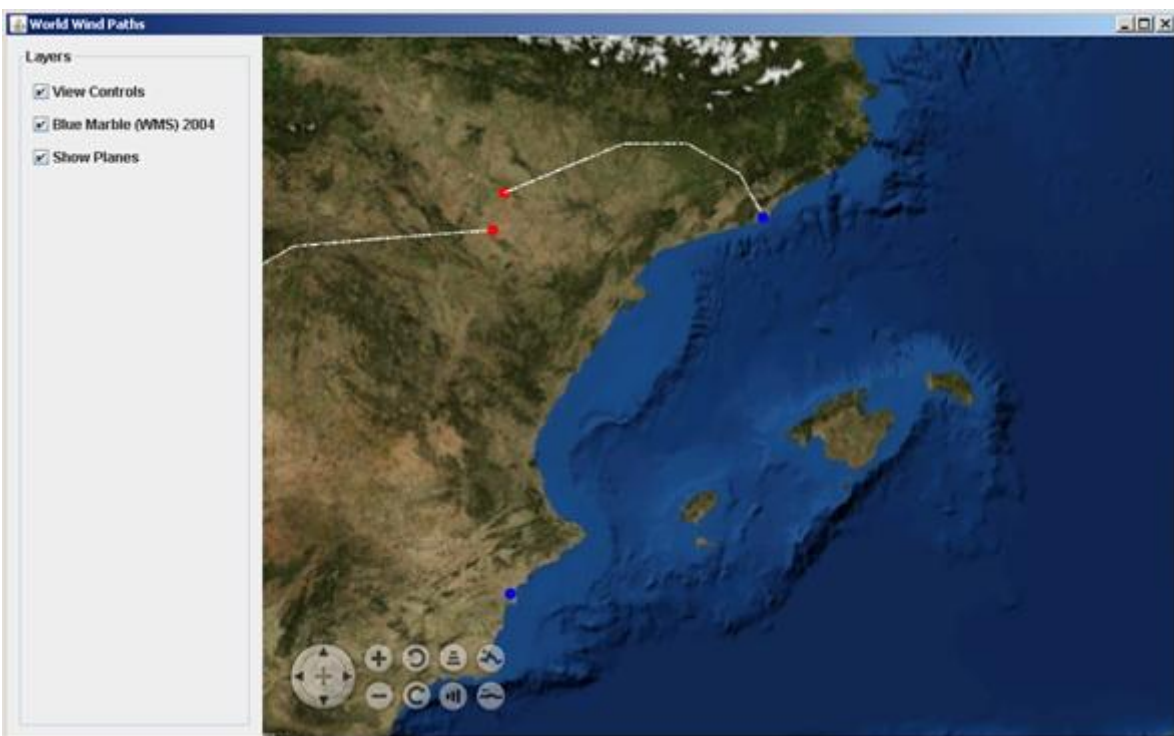 World Wind Paths
Layers
View Controls
Blue Marble (WMS) 2004
Show Planes